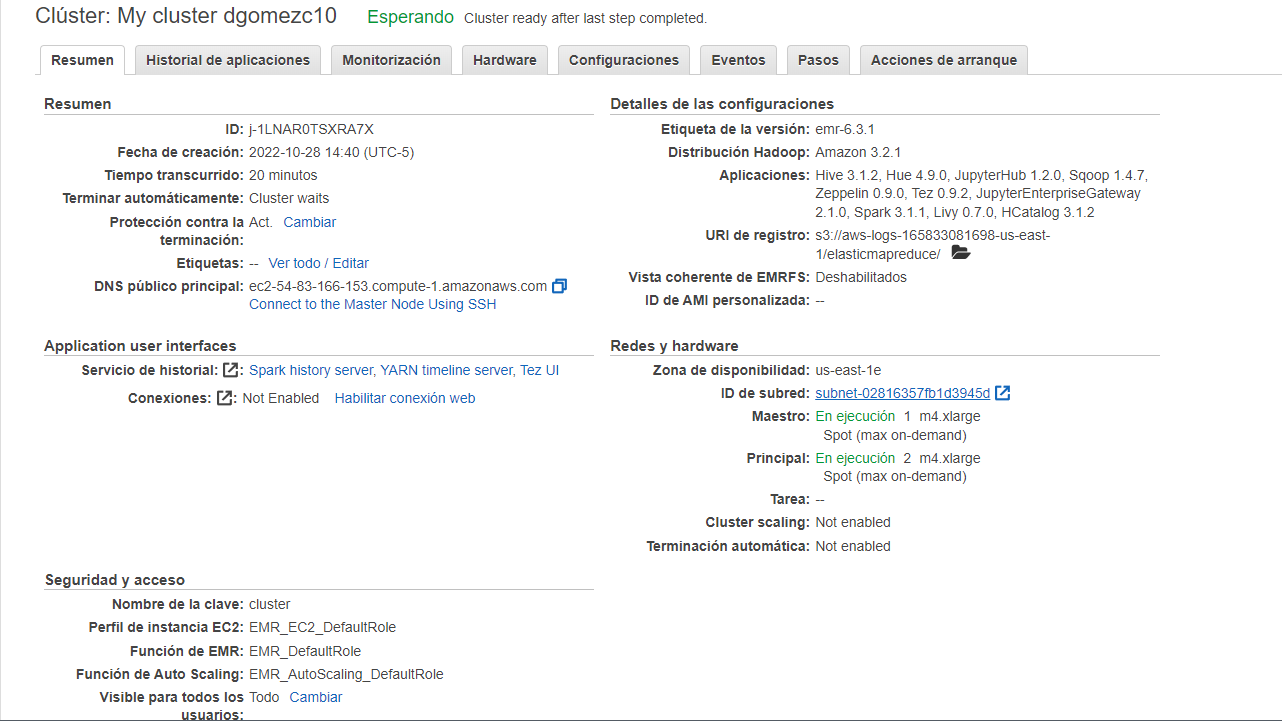 Clúster: My cluster dgomezc10 Esperando Cluster ready after last step completed.
Resumen Historial de aplicaciones Monitorización Hardware Configuraciones Eventos Pasos Acciones de arranque
Resumen
ID: j-1LNAR0TSXRA7X
Fecha de creación: 2022-10-28 14:40 (UTC-5)
Tiempo transcurrido: 20 minutos
Terminar automáticamente: Cluster waits
Protección contra la Act. Cambiar
terminación:
Etiquetas: -- Ver todo / Editar
DNS público principal: ec2-54-83-166-153.compute-1.amazonaws.com
Connect to the Master Node Using SSH
Detalles de las configuraciones
Etiqueta de la versión: emr-6.3.1
Distribución Hadoop: Amazon 3.2.1
Aplicaciones: Hive 3.1.2, Hue 4.9.0, JupyterHub 1.2.0, Sqoop 1.4.7,
Zeppelin 0.9.0, Tez 0.9.2, JupyterEnterpriseGateway
2.1.0, Spark 3.1.1, Livy 0.7.0, HCatalog 3.1.2
URI de registro: s3://aws-logs-165833081698-us-east-
1/elasticmapreduce/
Vista coherente de EMRFS: Deshabilitados
ID de AMI personalizada: --
Application user interfaces
Servicio de historial: : Spark history server, YARN timeline server, Tez UI
Conexiones: : Not Enabled Habilitar conexión web
Redes y hardware
Zona de disponibilidad: us-east-1e
ID de subred: subnet-02816357fb1d3945d
Maestro: En ejecución 1 m4.xlarge
Spot (max on-demand)
Principal: En ejecución 2 m4.xlarge
Spot (max on-demand)
Tarea: --
Cluster scaling: Not enabled
Terminación automática: Not enabled
Seguridad y acceso
Nombre de la clave: cluster
Perfil de instancia EC2: EMR_EC2_DefaultRole
Función de EMR: EMR_DefaultRole
Función de Auto Scaling: EMR_AutoScaling_DefaultRole
Visible para todos los Todo Cambiar
usuarios: